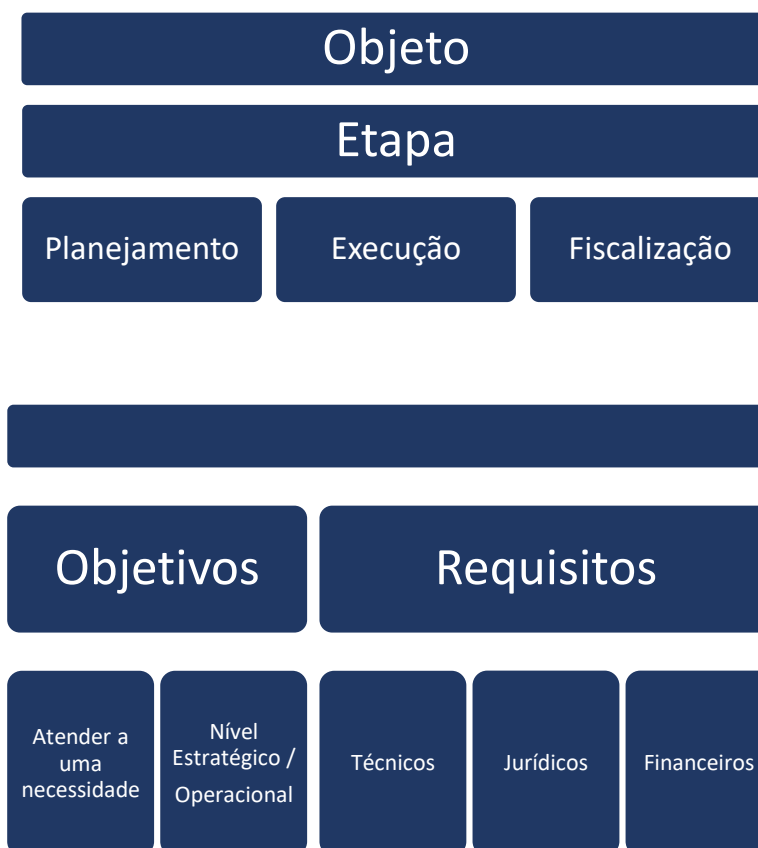 Objeto
Etapa
Planejamento
Execução
Fiscalização
Objetivos
Requisitos
Atender a
uma
necessidade
Nível
Estratégico /
Operacional
Técnicos
Jurídicos
Financeiros